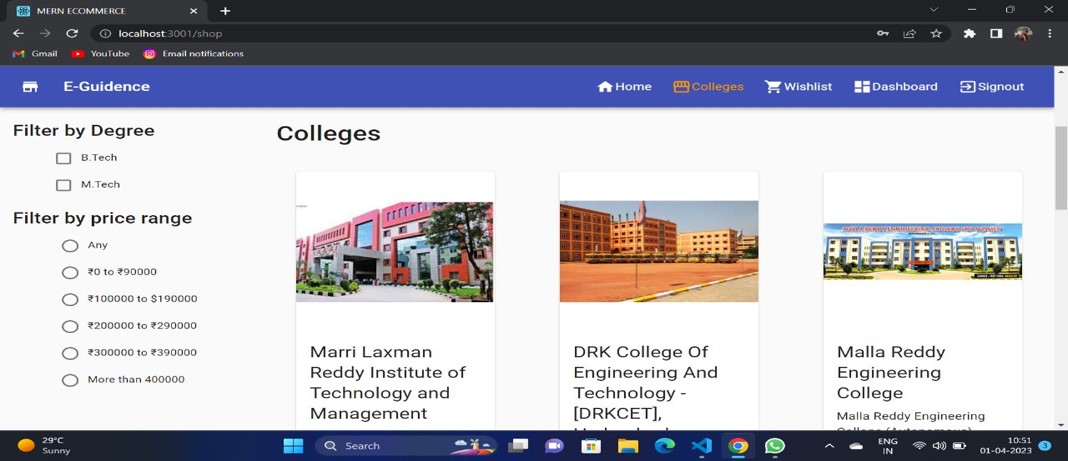 MERN ECOMMERCE
localhost:3001/shop
Gmail YouTube Email notifications
E-Guidence Home Colleges Wishlist Dashboard Signout
Filter by Degree
B.Tech
M.Tech
Filter by price range
Any
₹0 to ₹90000
₹100000 to $190000
₹200000 to ₹290000
₹300000 to ₹390000
More than 400000
Colleges
Marri Laxman
Reddy Institute of
Technology and
Management
DRK College Of
Engineering And
Technology -
[DRKCET],
Malla Reddy
Engineering
College
Malla Reddy Engineering
College (Autonomous)
29°C
Sunny
Search
ENG
IN
10:51
01-04-2023
3